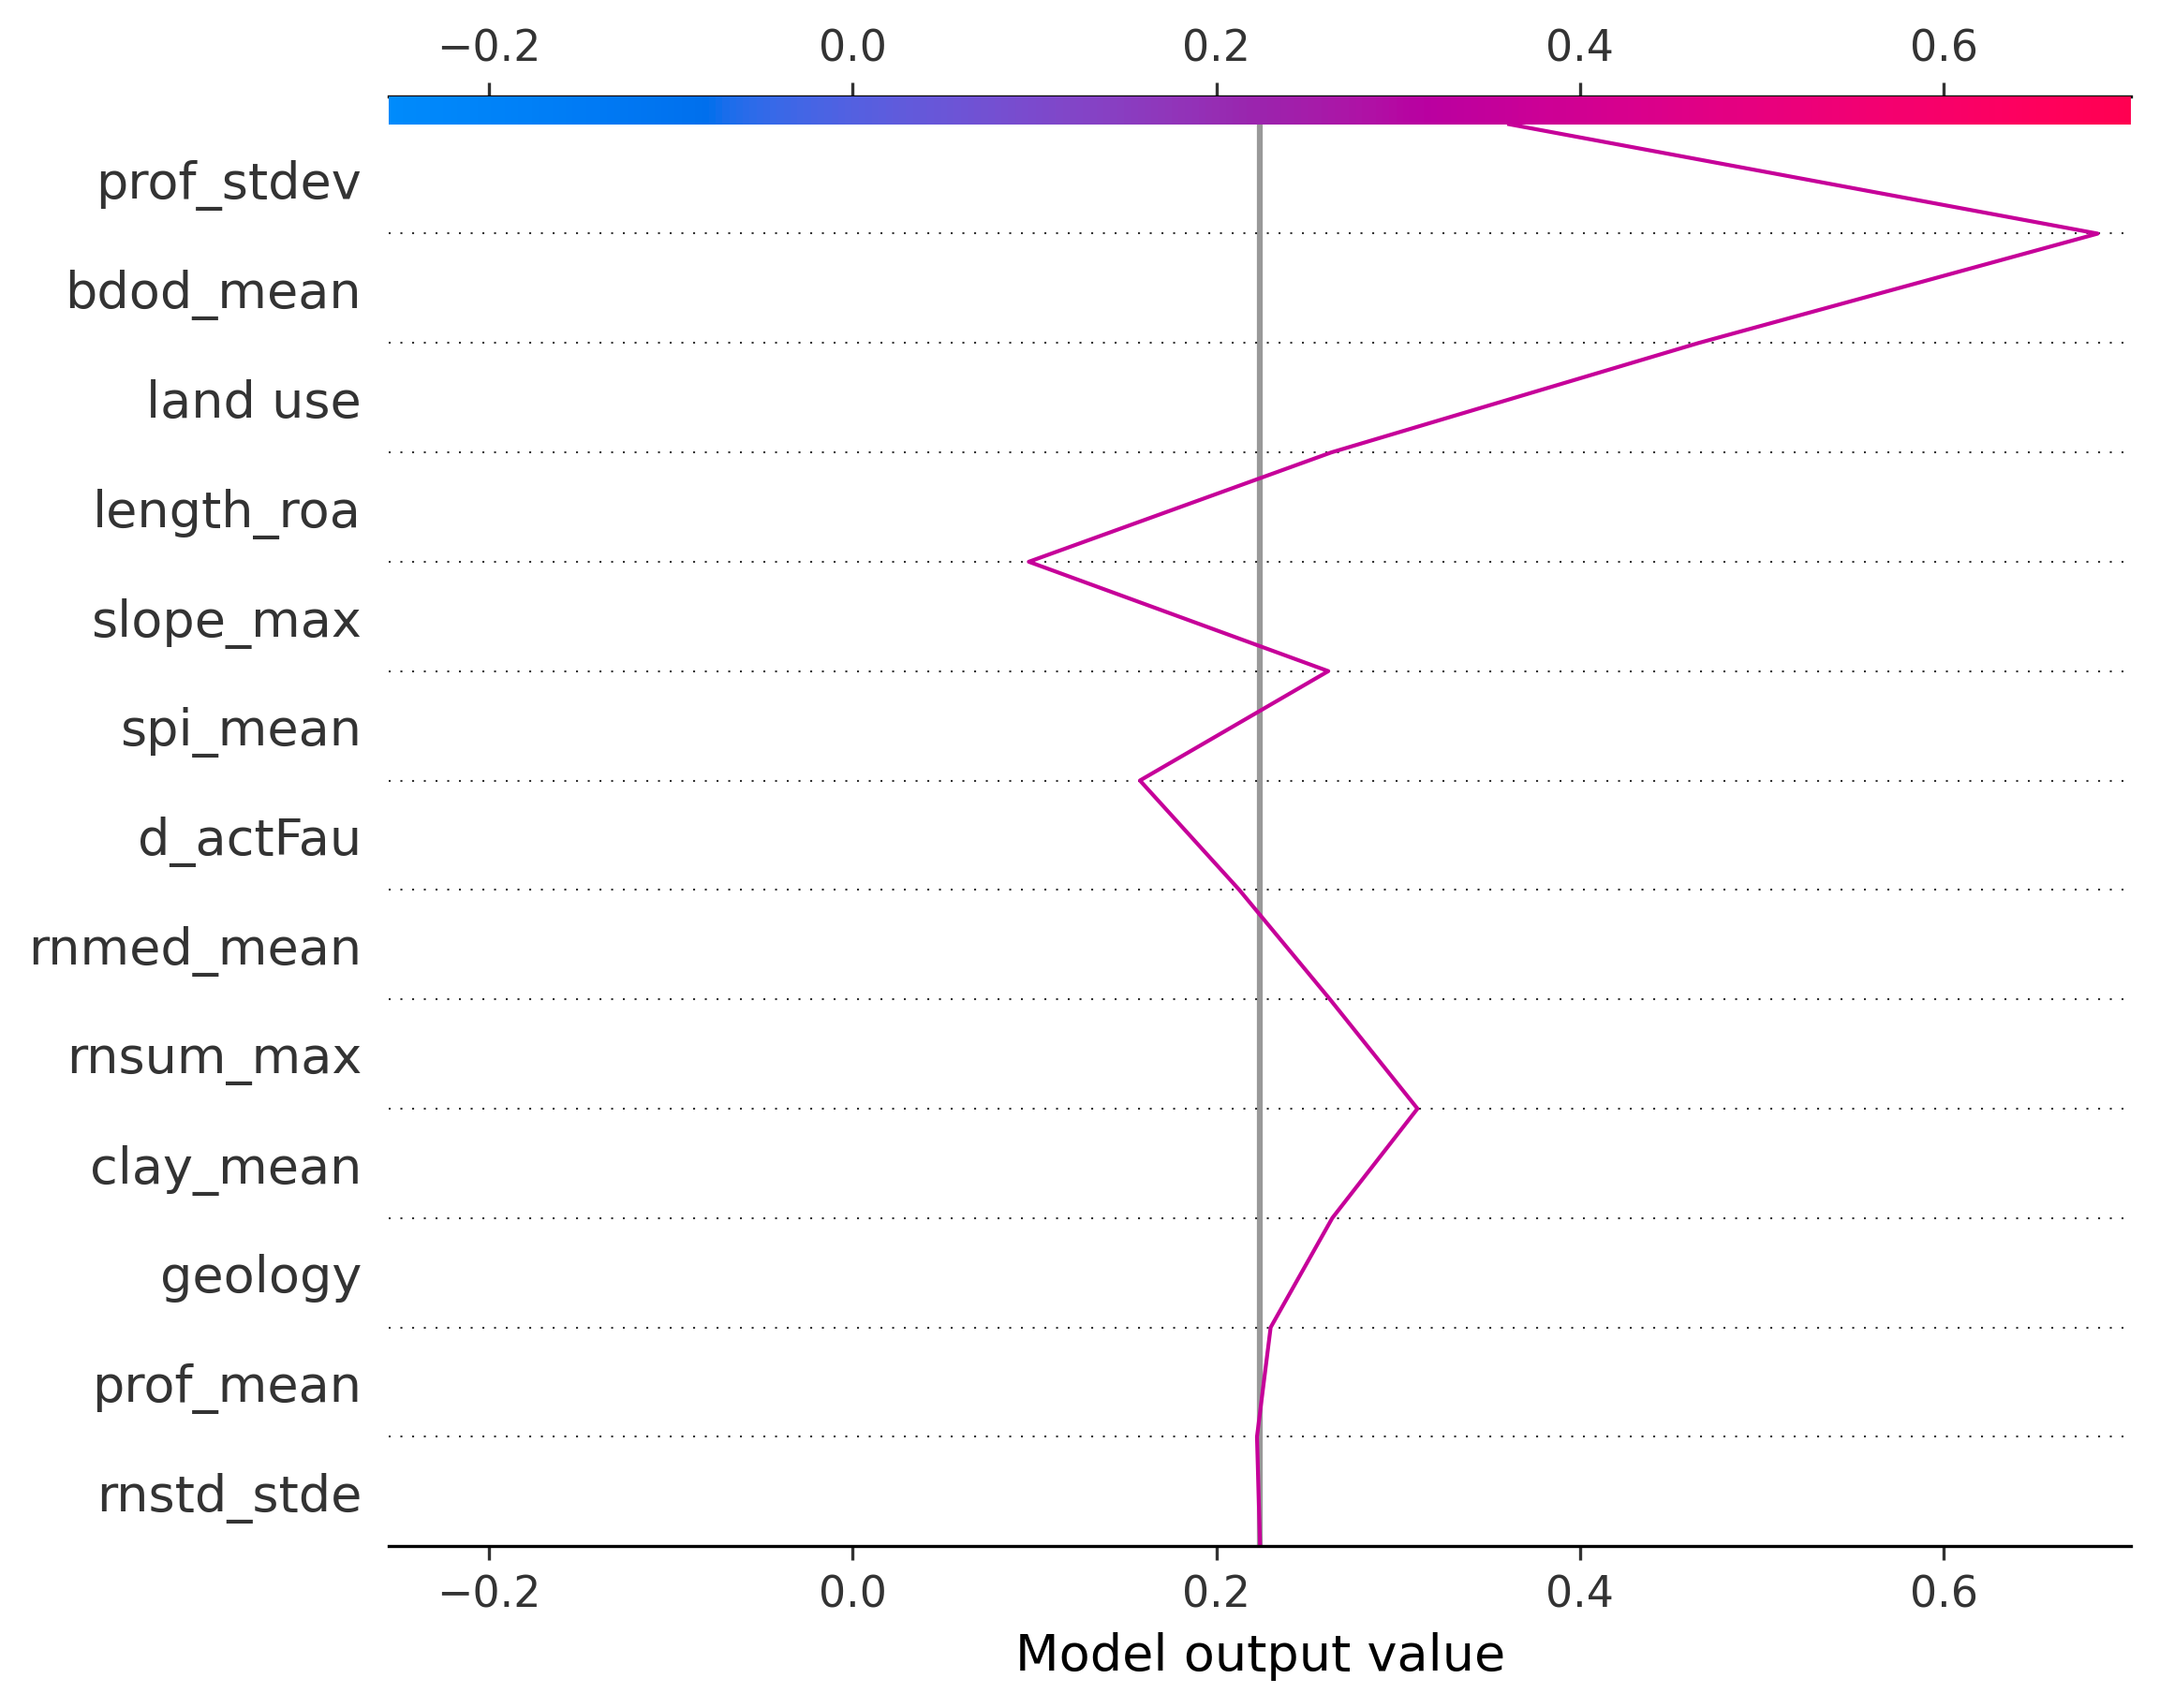 −0.2 0.0 0.2 0.4 0.6
prof_stdev
bdod_mean
land use
length_roa
slope_max
spi_mean
d_actFau
rnmed_mean
rnsum_max
clay_mean
geology
prof_mean
rnstd_stde
−0.2 0.0 0.2 0.4 0.6
Model output value